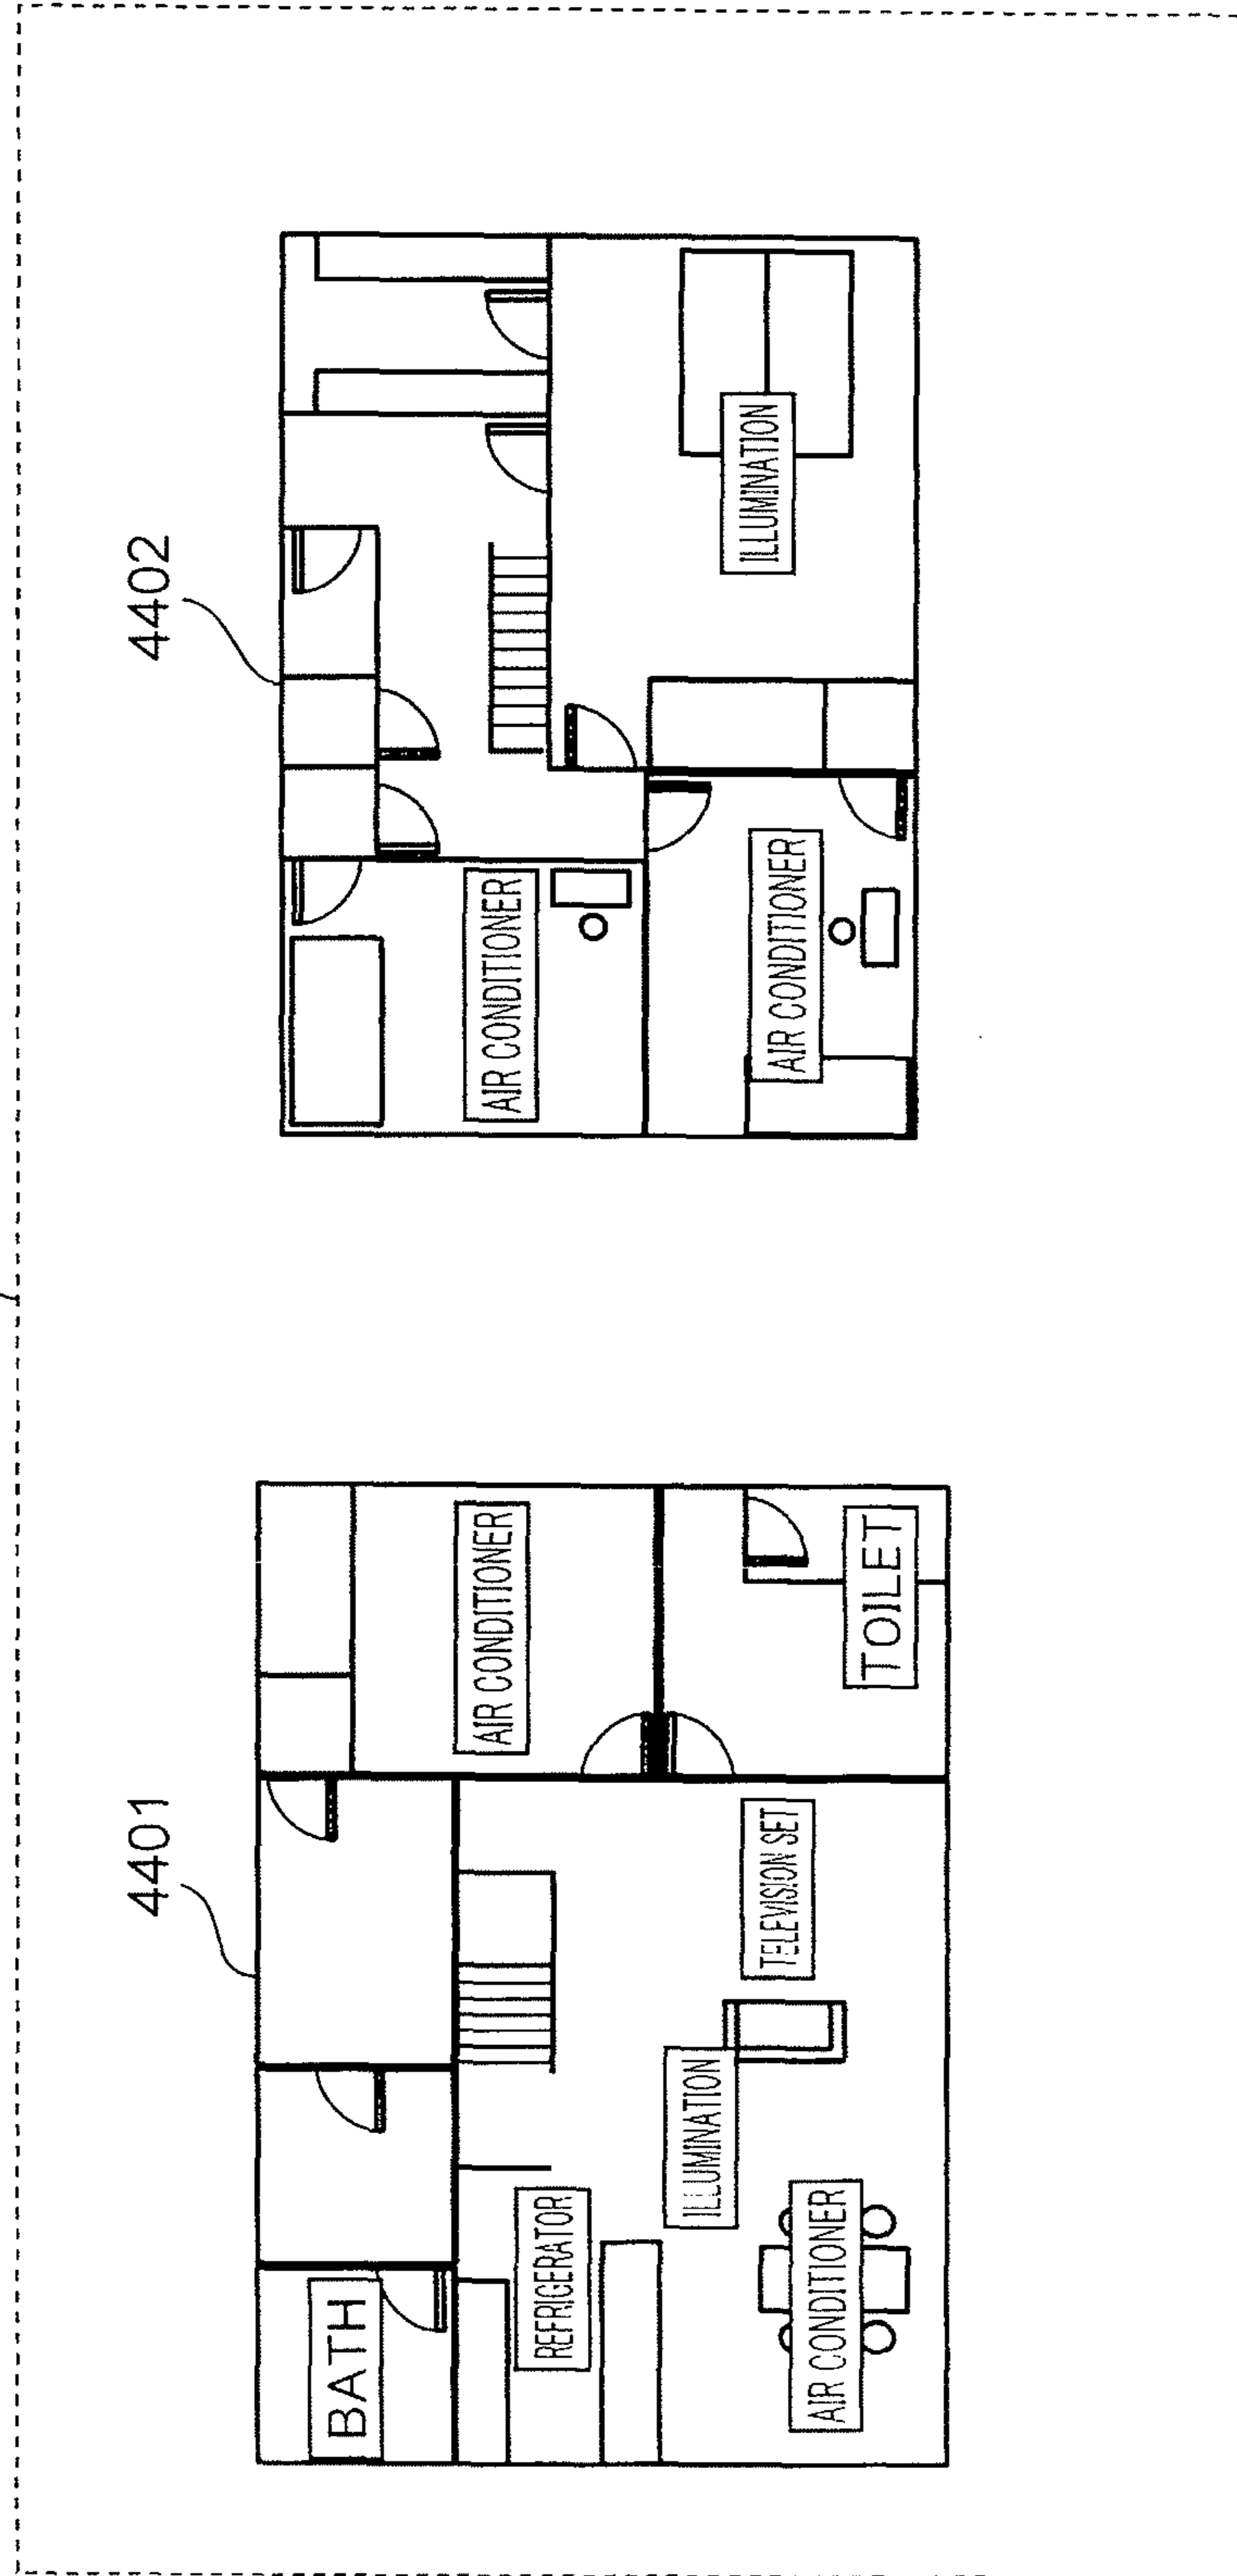 4401
BATH
REFRIGERATOR
ILLUMINATION
AIR CONDITIONER
TELEVISION SET
AIR CONDITIONER
TOILET
4402
AIR CONDITIONER
AIR CONDITIONER
ILLUMINATION